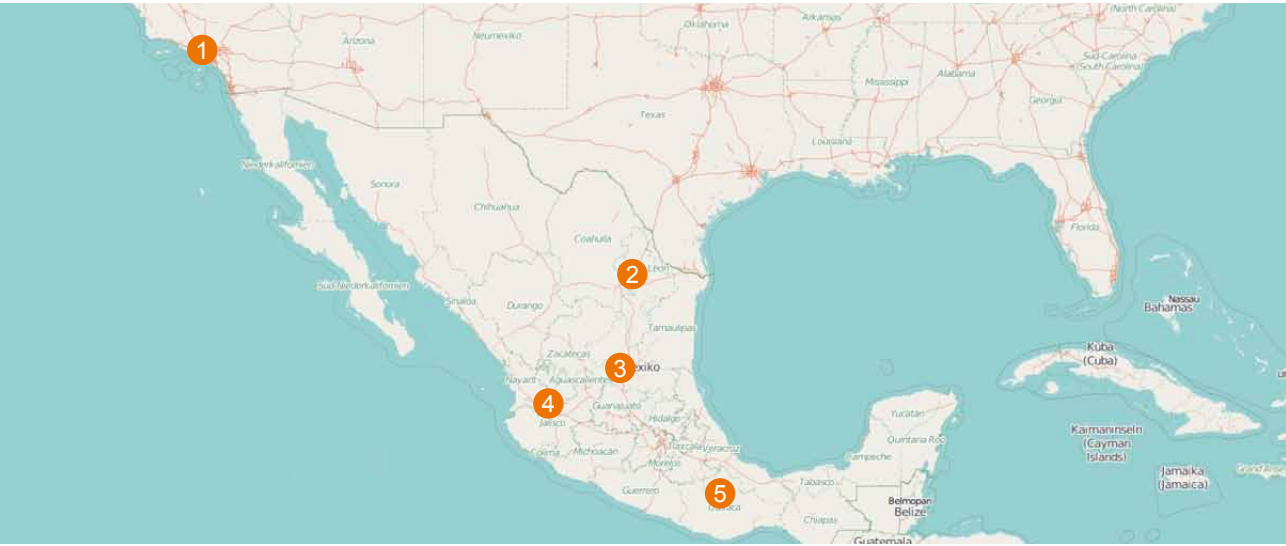 (North Carolina)
Oklahoma
Arkansas
Neumexiko
Arizona
1
Süd-Carolina
(South Carolina)
Mississippi
Alabama
Georgia
Texas
Louisiana
Niederkalifornien
Sonora
Chihuahua
Florida
Coahuila
León
2
Süd-Niederkalifornien
Sinaloa
Durango
Nassau
Bahamas
Tamaulipas
Kuba
(Cuba)
Zacatecas
3
exiko
Nayarit
Aguascaliente
4
Guanajuato
Jalisco
Hidalgo
Yucatán
Kaimaninseln
(Cayman
Islands)
Quintana Roo
Colima
Michoacán
Tlaxcala
Veracruz
Campeche
Morelos
Jamaika
(Jamaica)
Guerrero
5
Tabasco
Oaxaca
Belmopan
Belize
Chiapas
Guatemala